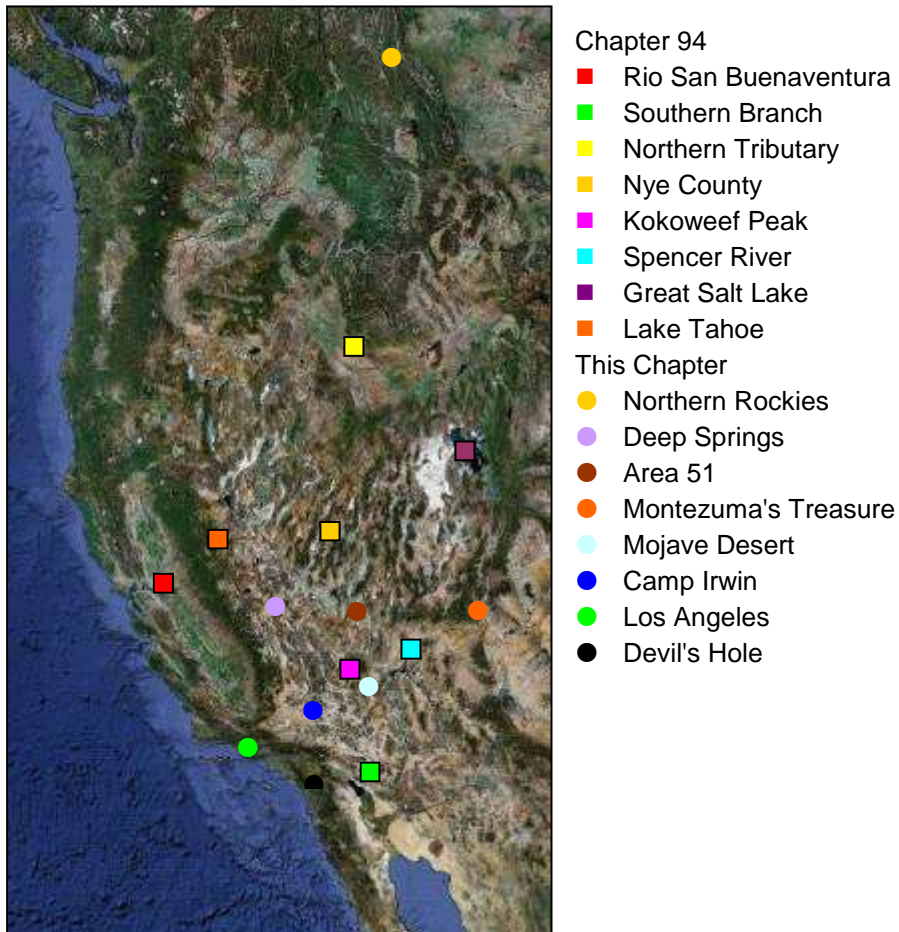 Chapter 94
Rio San Buenaventura
Southern Branch
Northern Tributary
Nye County
Kokoweef Peak
Spencer River
Great Salt Lake
Lake Tahoe
This Chapter
Northern Rockies
Deep Springs
Area 51
Montezuma's Treasure
Mojave Desert
Camp Irwin
Los Angeles
Devil's Hole